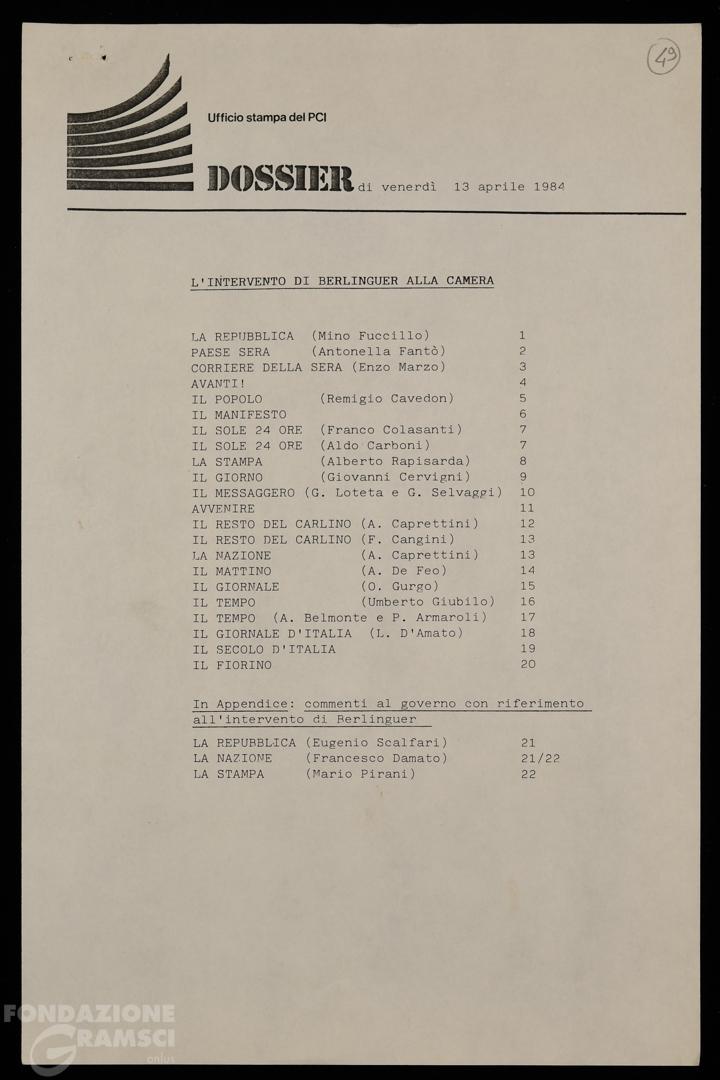 49
Ufficio stampa del PCI
DOSSIER di venerdì 13 aprile 1984
L'INTERVENTO DI BERLINGUER ALLA CAMERA
LA REPUBBLICA (Mino Fuccillo) 1
PAESE SERA (Antonella Fantò) 2
CORRIERE DELLA SERA (Enzo Marzo) 3
AVANTI! 4
IL POPOLO (Remigio Cavedon) 5
IL MANIFESTO 6
IL SOLE 24 ORE (Franco Colasanti) 7
IL SOLE 24 ORE (Aldo Carboni) 7
LA STAMPA (Alberto Rapisarda) 8
IL GIORNO (Giovanni Cervigni) 9
IL MESSAGGERO (G. Loteta e G. Selvaggi) 10
AVVENIRE 11
IL RESTO DEL CARLINO (A. Caprettini) 12
IL RESTO DEL CARLINO (F. Cangini) 13
LA NAZIONE (A. Caprettini) 13
IL MATTINO (A. De Feo) 14
IL GIORNALE (O. Gurgo) 15
IL TEMPO (Umberto Giubilo) 16
IL TEMPO (A. Belmonte e P. Armaroli) 17
IL GIORNALE D'ITALIA (L. D'Amato) 18
IL SECOLO D'ITALIA 19
IL FIORINO 20
In Appendice: commenti al governo con riferimento
all'intervento di Berlinguer
LA REPUBBLICA (Eugenio Scalfari) 21
LA NAZIONE (Francesco Damato) 21/22
LA STAMPA (Mario Pirani) 22
FONDAZIONE
GRAMSCI
onlus